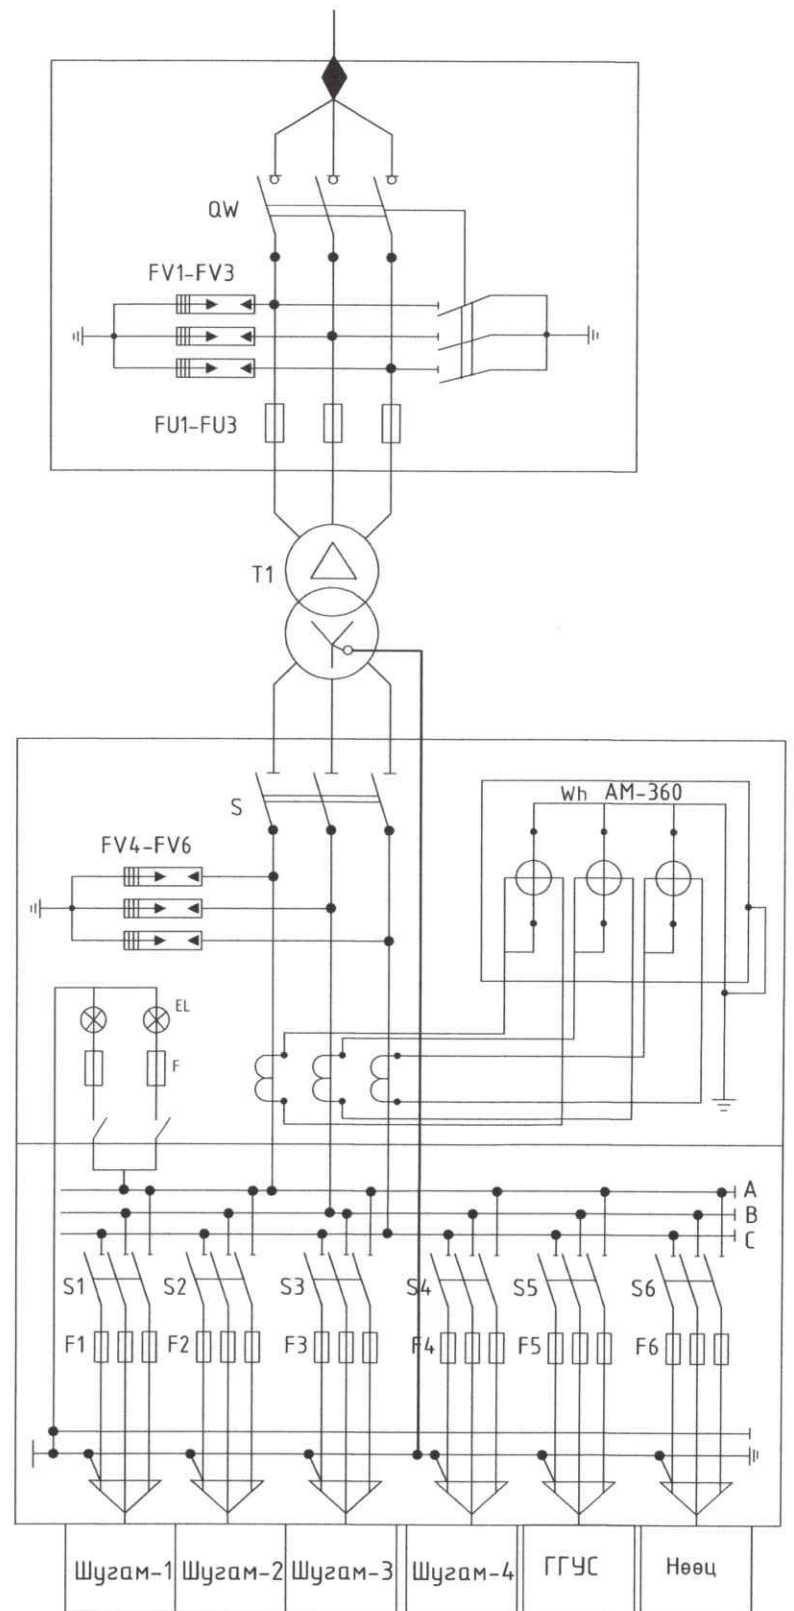 QW
FV1-FV3
FU1-FU3
T1
Wh АМ-360
S
FV4-FV6
EL
F
A
B
C
S1 S2 S3 S4 S5 S6
F1 F2 F3 F4 F5 F6
Шугам-1 Шугам-2 Шугам-3 Шугам-4 ГГУС Нөөц